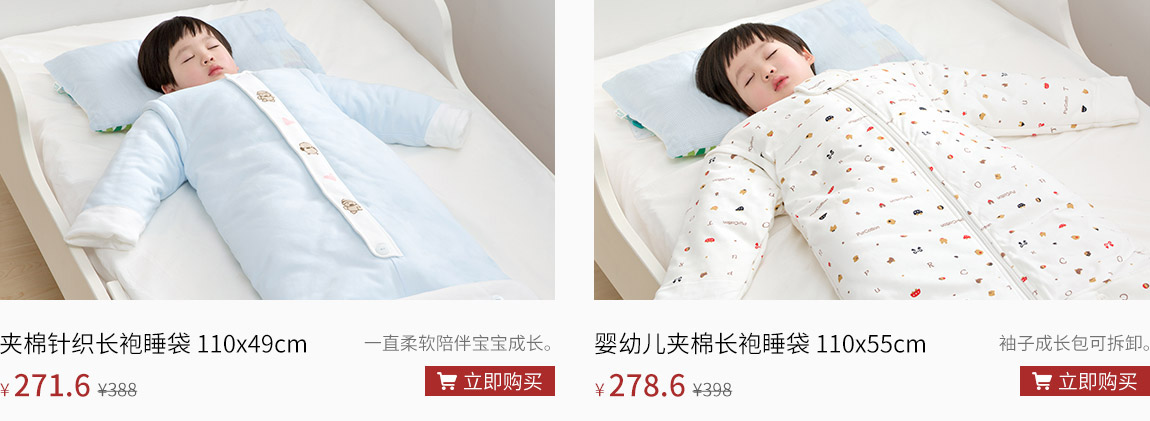 夹棉针织长袍睡袋 110x49cm
一直柔软陪伴宝宝成长。
¥271.6 ¥388
立即购买
婴幼儿夹棉长袍睡袋 110x55cm
袖子成长包可拆卸。
¥278.6 ¥398
立即购买